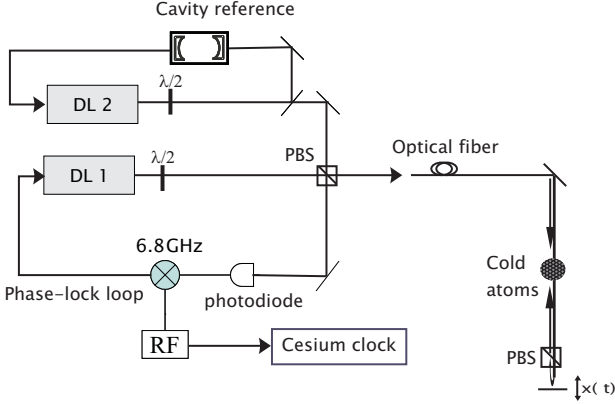 Cavity reference
λ/2
DL 2
λ/2
PBS
Optical fiber
DL 1
6.8GHz
Cold
atoms
Phase-lock loop
photodiode
RF
Cesium clock
PBS
x( t)